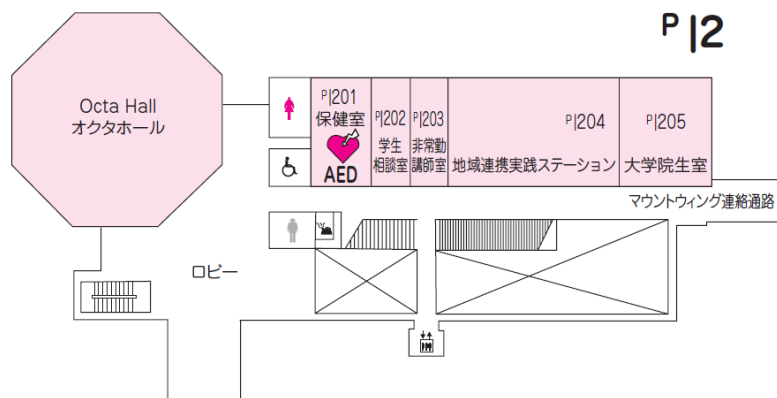 P|2
Octa Hall
オクタホール
P|201
保健室
AED
P|202
学生
相談室
P|203
非常勤
講師室
P|204
地域連携実践ステーション
P|205
大学院生室
マウントウィング連絡通路
ロビー